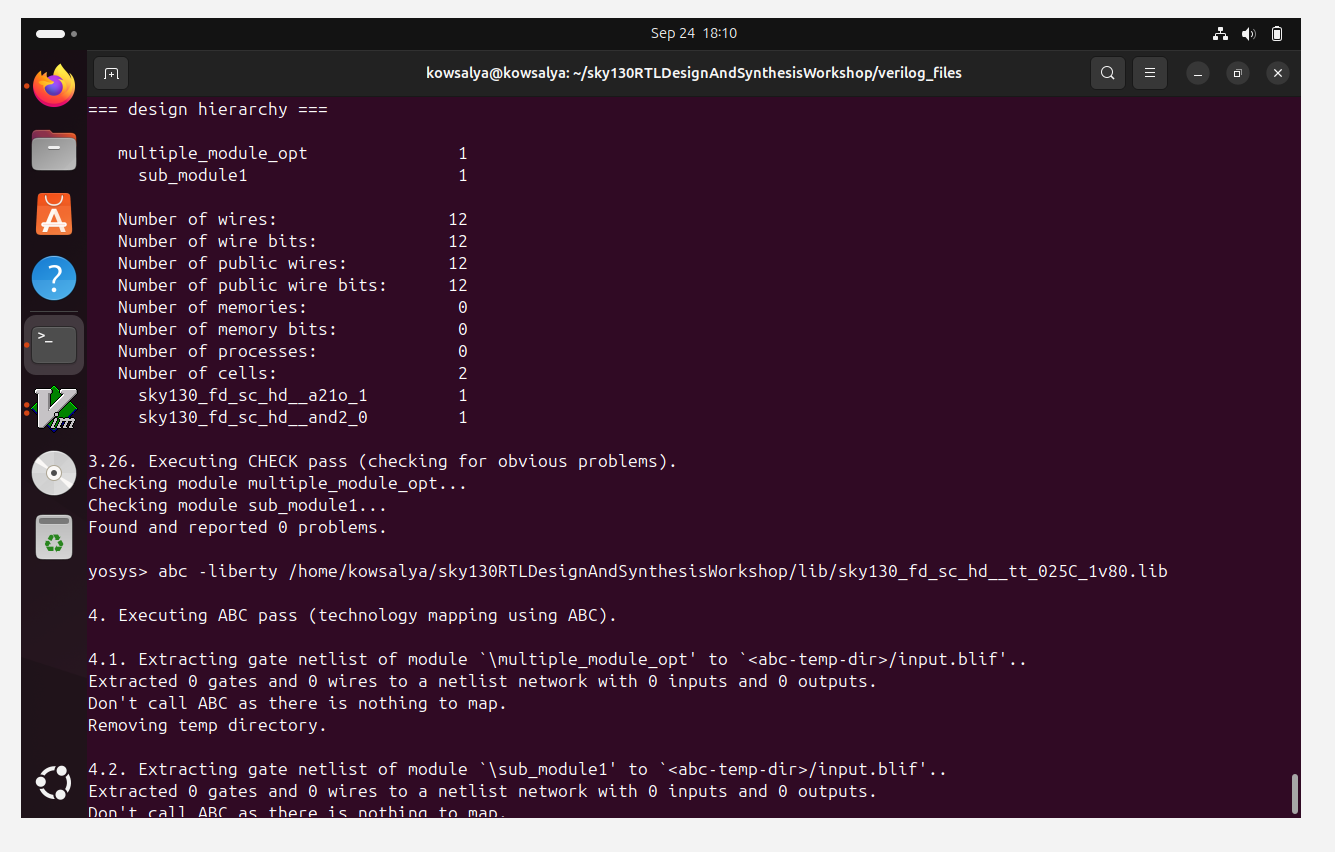 Sep 24 18:10
kowsalya@kowsalya: ~/sky130RTLDesignAndSynthesisWorkshop/verilog_files
=== design hierarchy ===
multiple_module_opt 1
sub_module1 1
Number of wires: 12
Number of wire bits: 12
Number of public wires: 12
Number of public wire bits: 12
Number of memories: 0
Number of memory bits: 0
Number of processes: 0
Number of cells: 2
sky130_fd_sc_hd__a21o_1 1
sky130_fd_sc_hd__and2_0 1
3.26. Executing CHECK pass (checking for obvious problems).
Checking module multiple_module_opt...
Checking module sub_module1...
Found and reported 0 problems.
yosys> abc -liberty /home/kowsalya/sky130RTLDesignAndSynthesisWorkshop/lib/sky130_fd_sc_hd__tt_025C_1v80.lib
4. Executing ABC pass (technology mapping using ABC).
4.1. Extracting gate netlist of module `\multiple_module_opt' to `<abc-temp-dir>/input.blif'..
Extracted 0 gates and 0 wires to a netlist network with 0 inputs and 0 outputs.
Don't call ABC as there is nothing to map.
Removing temp directory.
4.2. Extracting gate netlist of module `\sub_module1' to `<abc-temp-dir>/input.blif'..
Extracted 0 gates and 0 wires to a netlist network with 0 inputs and 0 outputs.
Don't call ABC as there is nothing to map.